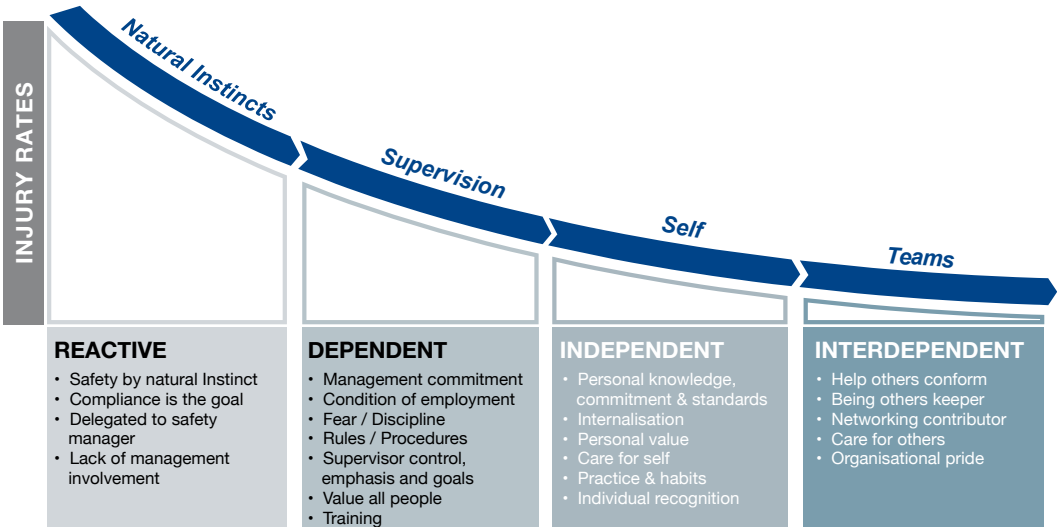 INJURY RATES
Natural Instincts
Supervision
Self
Teams
REACTIVE
• Safety by natural Instinct
• Compliance is the goal
• Delegated to safety
manager
• Lack of management
involvement
DEPENDENT
• Management commitment
• Condition of employment
• Fear / Discipline
• Rules / Procedures
• Supervisor control,
emphasis and goals
• Value all people
• Training
INDEPENDENT
• Personal knowledge,
commitment & standards
• Internalisation
• Personal value
• Care for self
• Practice & habits
• Individual recognition
INTERDEPENDENT
• Help others conform
• Being others keeper
• Networking contributor
• Care for others
• Organisational pride